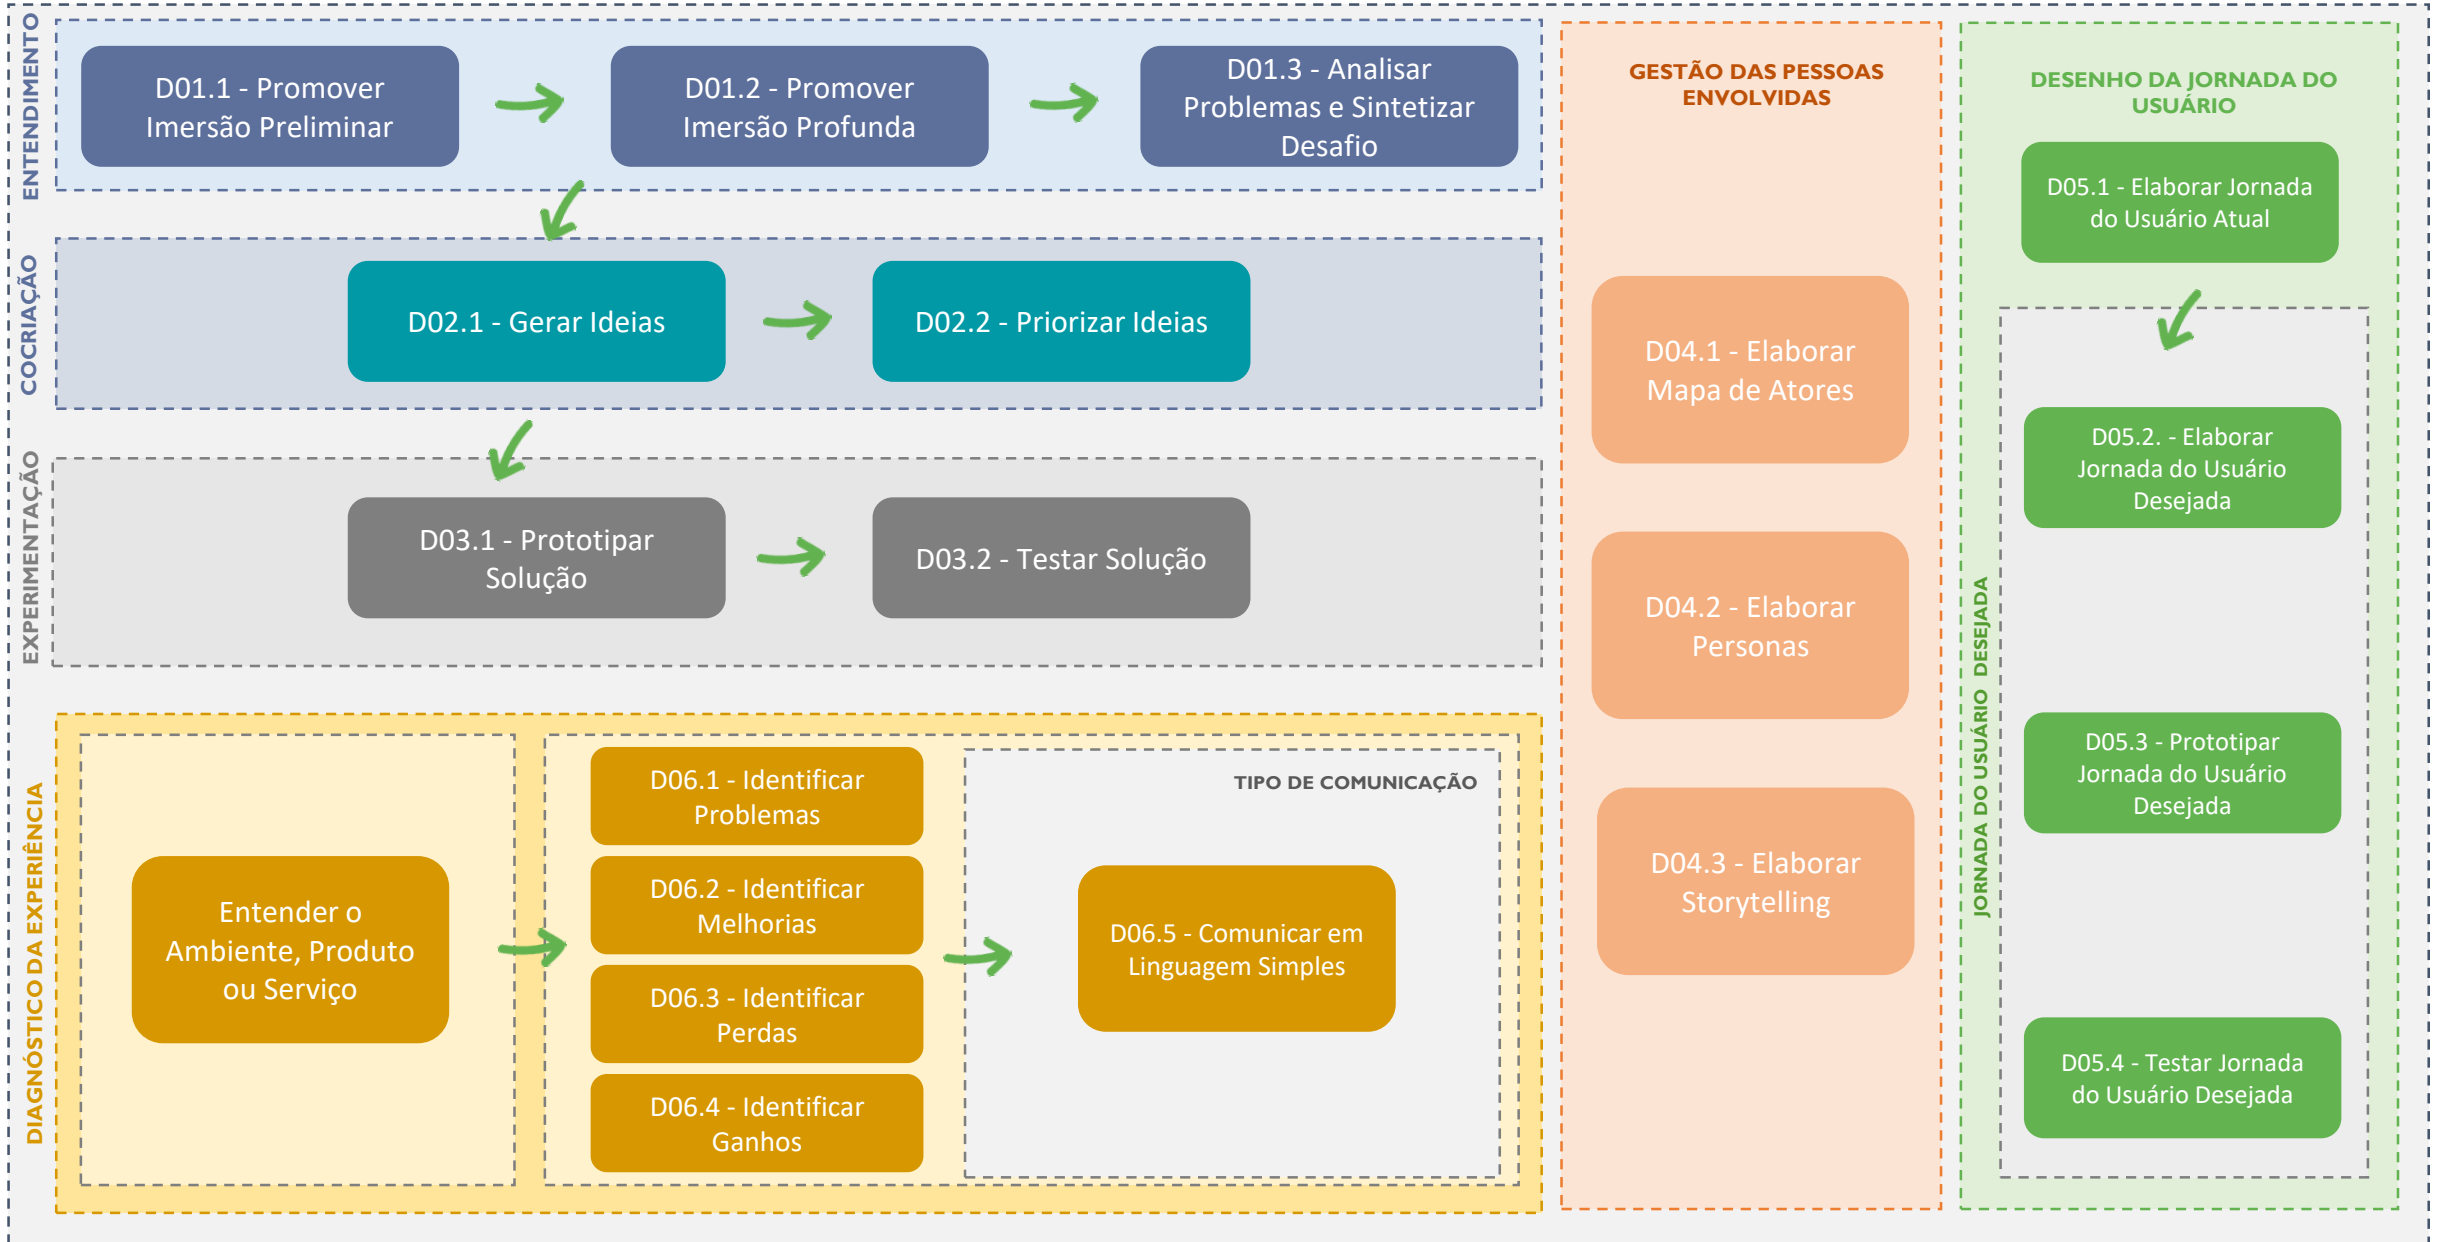 ENTENDIMENTO
D01.1 - Promover
Imersão Preliminar
D01.2 - Promover
Imersão Profunda
D01.3 - Analisar
Problemas e Sintetizar
Desafio
COCRIAÇÃO
D02.1 - Gerar Ideias
D02.2 - Priorizar Ideias
EXPERIMENTAÇÃO
D03.1 - Prototipar
Solução
D03.2 - Testar Solução
DIAGNÓSTICO DA EXPERIÊNCIA
Entender o
Ambiente, Produto
ou Serviço
D06.1 - Identificar
Problemas
D06.2 - Identificar
Melhorias
D06.3 - Identificar
Perdas
D06.4 - Identificar
Ganhos
TIPO DE COMUNICAÇÃO
D06.5 - Comunicar em
Linguagem Simples
GESTÃO DAS PESSOAS
ENVOLVIDAS
D04.1 - Elaborar
Mapa de Atores
D04.2 - Elaborar
Personas
D04.3 - Elaborar
Storytelling
DESENHO DA JORNADA DO
USUÁRIO
D05.1 - Elaborar Jornada
do Usuário Atual
JORNADA DO USUÁRIO DESEJADA
D05.2. - Elaborar
Jornada do Usuário
Desejada
D05.3 - Prototipar
Jornada do Usuário
Desejada
D05.4 - Testar Jornada
do Usuário Desejada